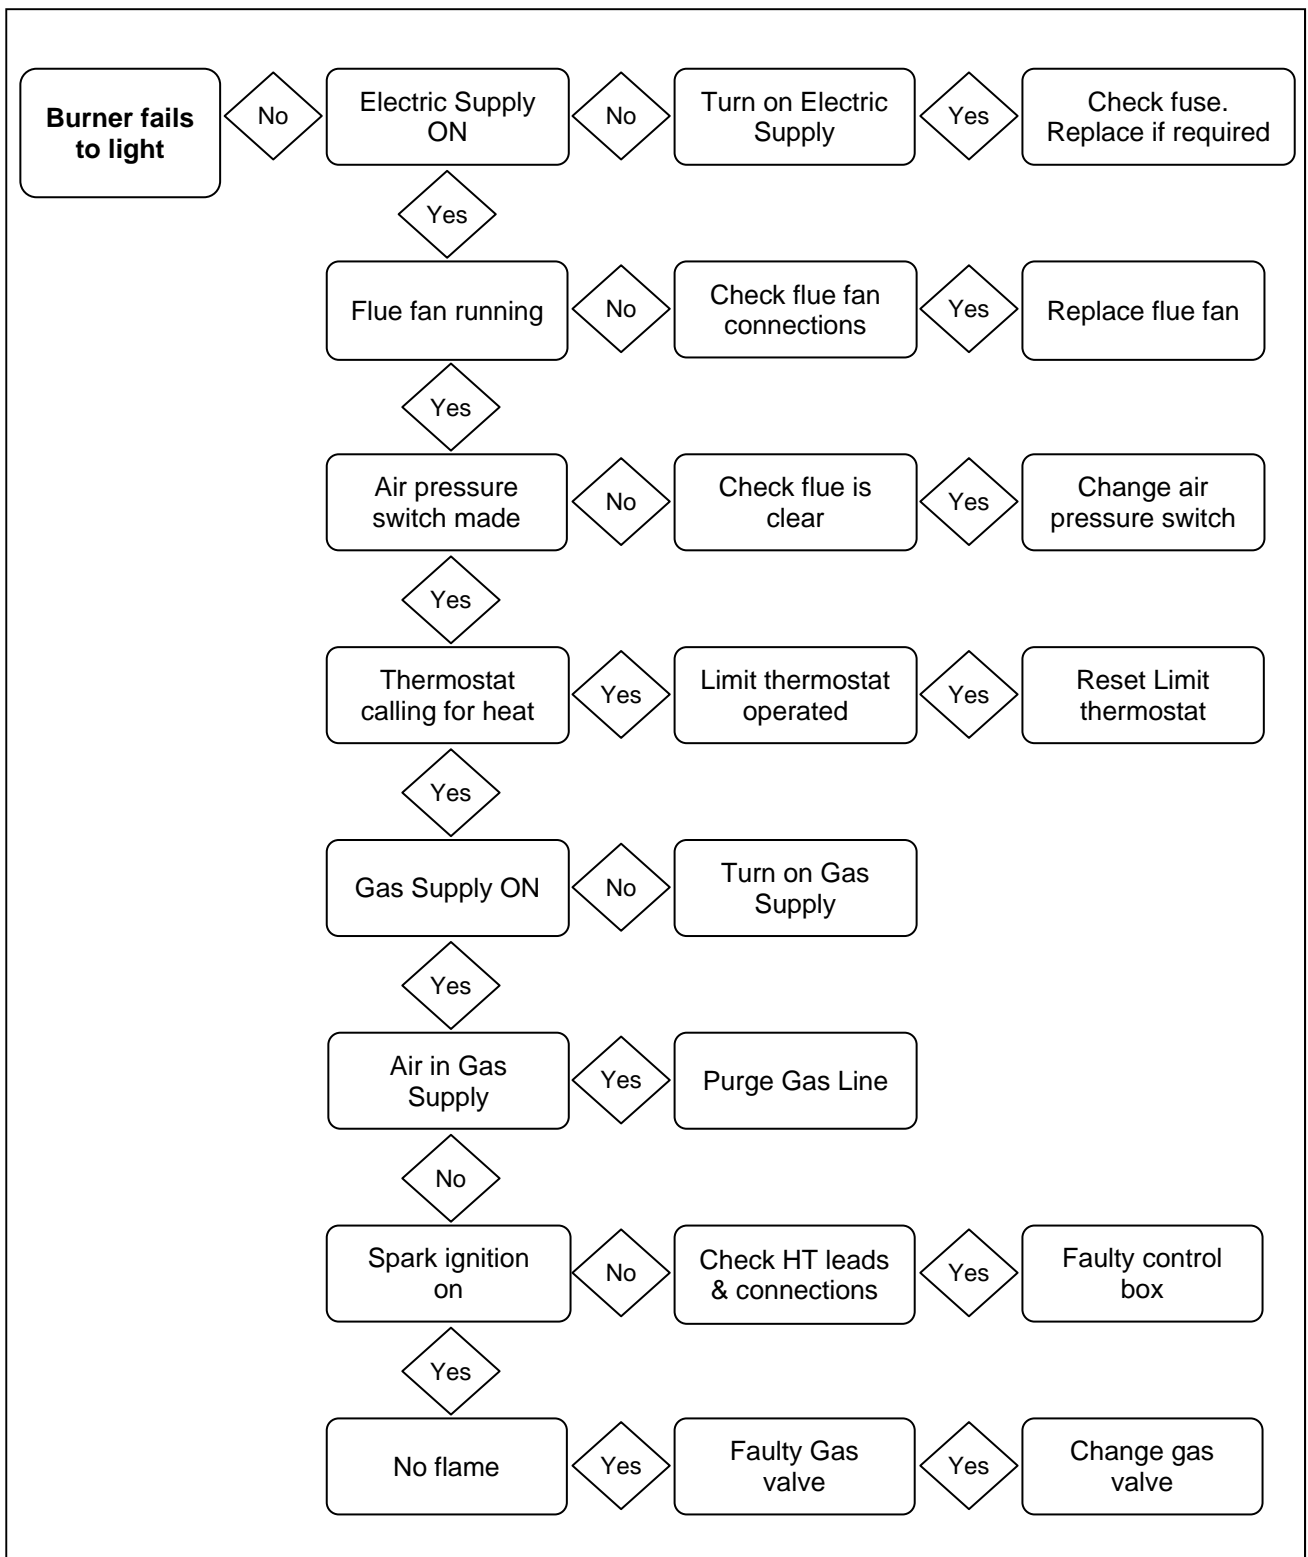 Burner fails
to light
No
Electric Supply
ON
No
Turn on Electric
Supply
Yes
Check fuse.
Replace if required
Yes
Flue fan running
No
Check flue fan
connections
Yes
Replace flue fan
Yes
Air pressure
switch made
No
Check flue is
clear
Yes
Change air
pressure switch
Yes
Thermostat
calling for heat
Yes
Limit thermostat
operated
Yes
Reset Limit
thermostat
Yes
Gas Supply ON
No
Turn on Gas
Supply
Yes
Air in Gas
Supply
Yes
Purge Gas Line
No
Spark ignition
on
No
Check HT leads
& connections
Yes
Faulty control
box
Yes
No flame
Yes
Faulty Gas
valve
Yes
Change gas
valve